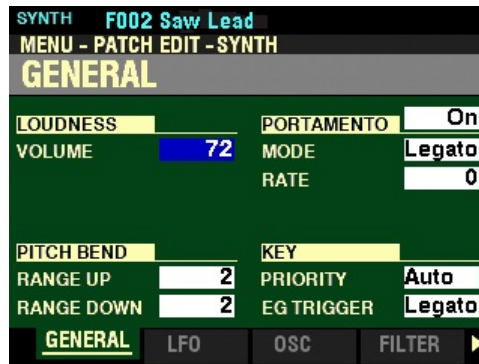 SYNTH F002 Saw Lead
MENU - PATCH EDIT - SYNTH
GENERAL
LOUDNESS
VOLUME 72
PORTAMENTO On
MODE Legato
RATE 0
PITCH BEND
RANGE UP 2
RANGE DOWN 2
KEY
PRIORITY Auto
EG TRIGGER Legato
GENERAL LFO OSC FILTER